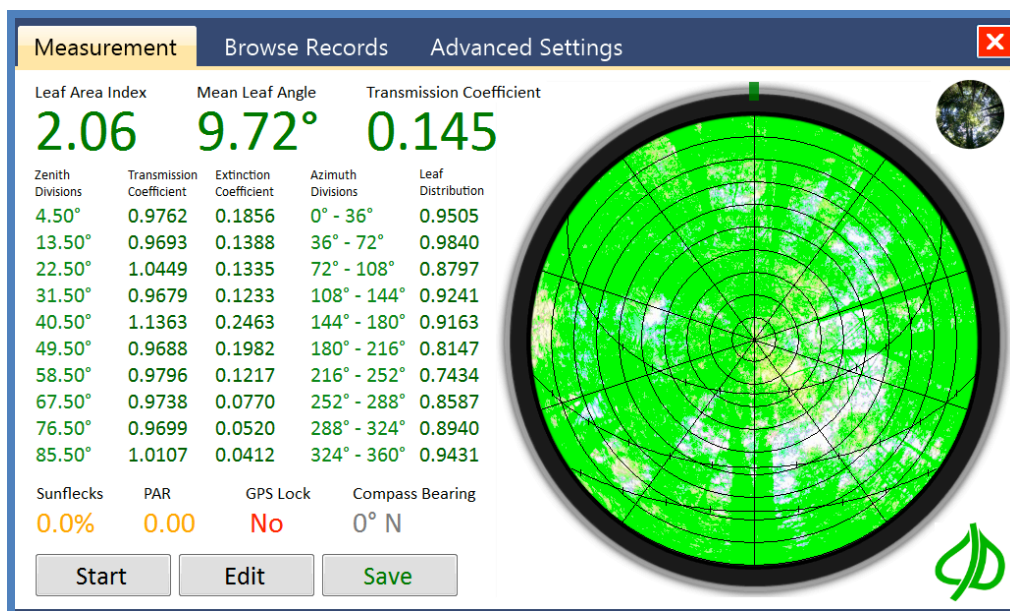 Measurement Browse Records Advanced Settings
Leaf Area Index Mean Leaf Angle Transmission Coefficient
2.06 9.72° 0.145
Zenith Divisions Transmission Coefficient Extinction Coefficient Azimuth Divisions Leaf Distribution
4.50° 0.9762 0.1856 0° - 36° 0.9505
13.50° 0.9693 0.1388 36° - 72° 0.9840
22.50° 1.0449 0.1335 72° - 108° 0.8797
31.50° 0.9679 0.1233 108° - 144° 0.9241
40.50° 1.1363 0.2463 144° - 180° 0.9163
49.50° 0.9688 0.1982 180° - 216° 0.8147
58.50° 0.9796 0.1217 216° - 252° 0.7434
67.50° 0.9738 0.0770 252° - 288° 0.8587
76.50° 0.9699 0.0520 288° - 324° 0.8940
85.50° 1.0107 0.0412 324° - 360° 0.9431
Sunflecks PAR GPS Lock Compass Bearing
0.0% 0.00 No 0° N
Start Edit Save